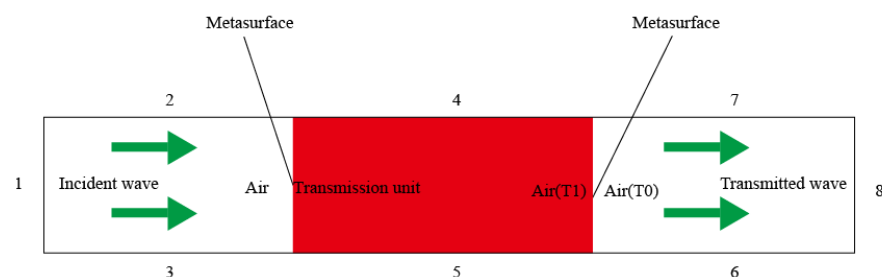 Metasurface
Metasurface
2
4
7
1
Incident wave
Air
Transmission unit
Air(T1)
Air(T0)
Transmitted wave
8
3
5
6